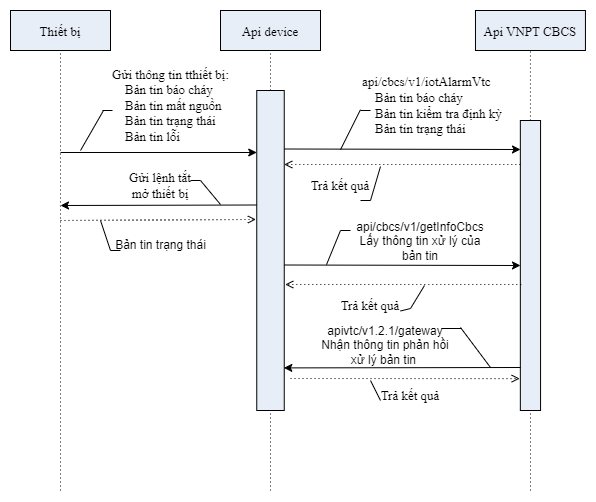 Thiết bị
Api device
Api VNPT CBCS
Gửi thông tin tthiết bị:
Bản tin báo cháy
Bản tin mất nguồn
Bản tin trạng thái
Bản tin lỗi
api/cbcs/v1/iotAlarmVtc
Bản tin báo cháy
Bản tin kiểm tra định kỳ
Bản tin trạng thái
Trả kết quả
Gửi lệnh tắt
mở thiết bị
Bản tin trạng thái
api/cbcs/v1/getInfoCbcs
Lấy thông tin xử lý của
bản tin
Trả kết quả
apivtc/v1.2.1/gateway
Nhận thông tin phản hồi
xử lý bản tin
Trả kết quả